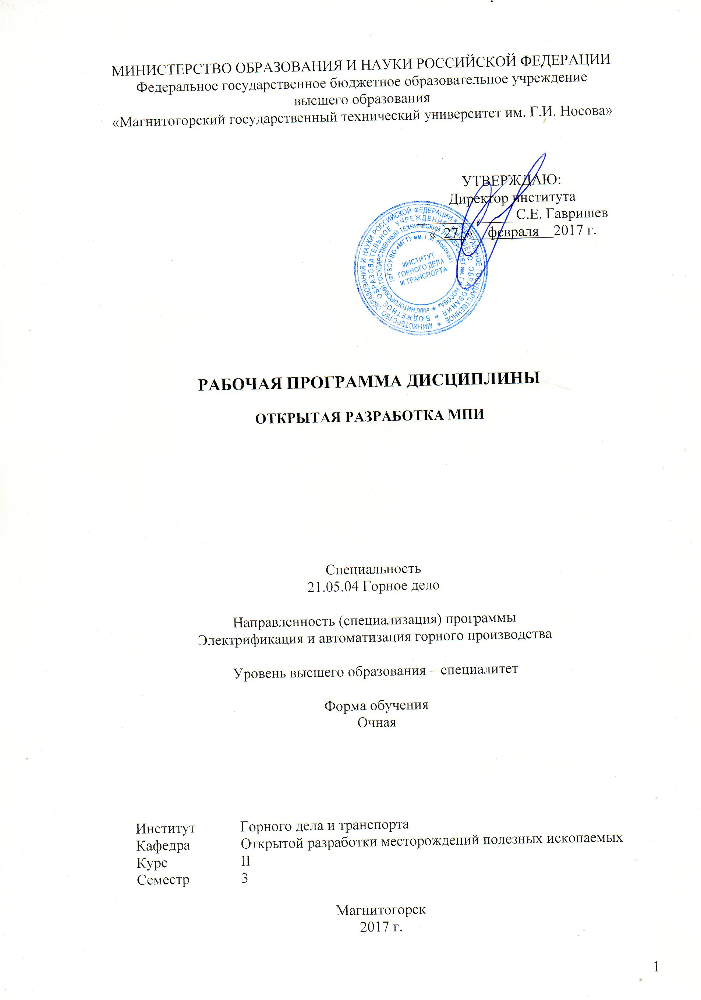 МИНИСТЕРСТВО ОБРАЗОВАНИЯ И НАУКИ РОССИЙСКОЙ ФЕДЕРАЦИИ
Федеральное государственное бюджетное образовательное учреждение
высшего образования
«Магнитогорский государственный технический университет им. Г.И. Носова»
УТВЕРЖДАЮ:
Директор института
С.Е. Гавришев
« 27 » февраля 2017 г.
МИНИСТЕРСТВО ОБРАЗОВАНИЯ И НАУКИ РОССИЙСКОЙ ФЕДЕРАЦИИ * ФЕДЕРАЛЬНОЕ ГОСУДАРСТВЕННОЕ *
БЮДЖЕТНОЕ ОБРАЗОВАТЕЛЬНОЕ УЧРЕЖДЕНИЕ ВЫСШЕГО ОБРАЗОВАНИЯ *
«МАГНИТОГОРСКИЙ ГОСУДАРСТВЕННЫЙ ТЕХНИЧЕСКИЙ УНИВЕРСИТЕТ им. Г.И. НОСОВА» *
(ФГБОУ ВО «МГТУ им. Г.И. Носова»)
ИНСТИТУТ
ГОРНОГО ДЕЛА
И ТРАНСПОРТА
РАБОЧАЯ ПРОГРАММА ДИСЦИПЛИНЫ
ОТКРЫТАЯ РАЗРАБОТКА МПИ
Специальность
21.05.04 Горное дело
Направленность (специализация) программы
Электрификация и автоматизация горного производства
Уровень высшего образования – специалитет
Форма обучения
Очная
Институт Горного дела и транспорта
Кафедра Открытой разработки месторождений полезных ископаемых
Курс II
Семестр 3
Магнитогорск
2017 г.
1